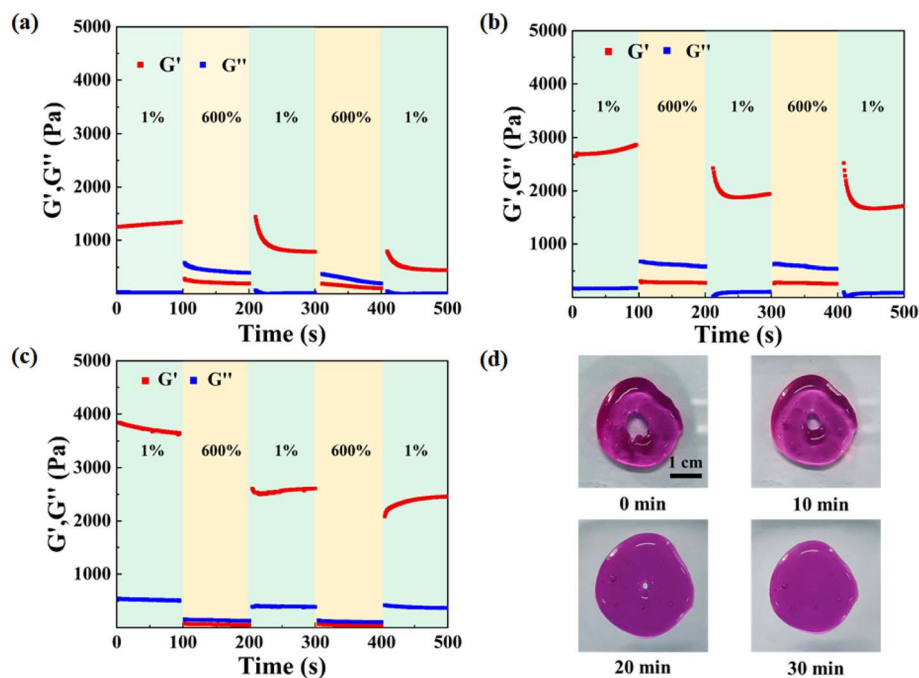 (a)
5000
4000
3000
2000
1000
G',G'' (Pa)
G' G''
1% 600% 1% 600% 1%
0 100 200 300 400 500
Time (s)
(b)
5000
4000
3000
2000
1000
0
G',G'' (Pa)
G' G''
1% 600% 1% 600% 1%
0 100 200 300 400 500
Time (s)
(c)
5000
4000
3000
2000
1000
G',G'' (Pa)
G' G''
1% 600% 1% 600% 1%
0 100 200 300 400 500
Time (s)
(d)
1 cm
0 min 10 min
20 min 30 min